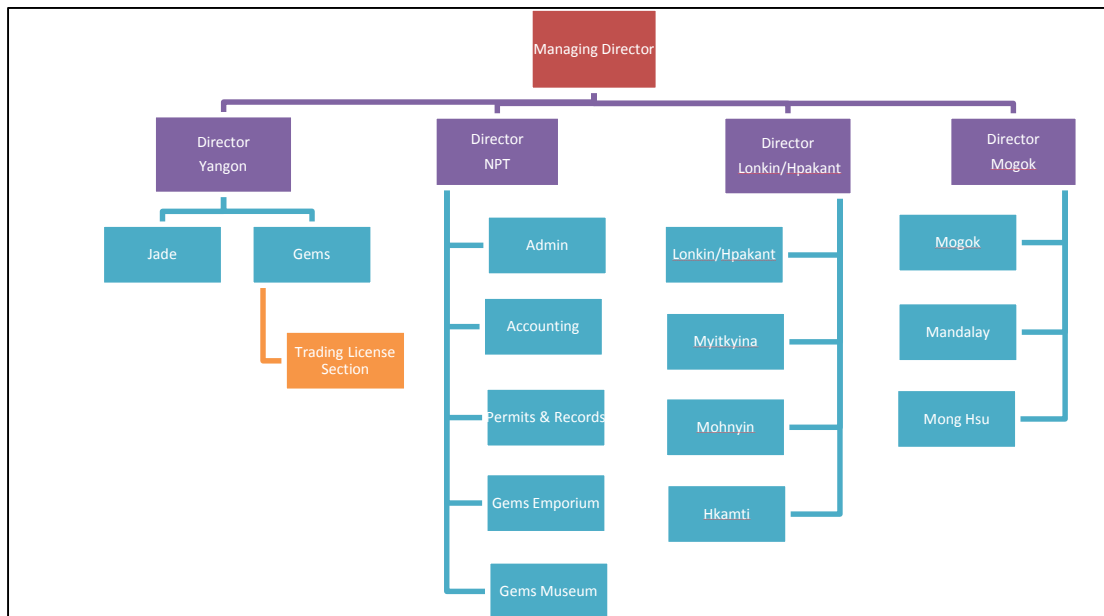 Managing Director
Director
Yangon
Director
NPT
Director
Lonkin/Hpakant
Director
Mogok
Jade
Gems
Trading License
Section
Admin
Accounting
Permits & Records
Gems Emporium
Gems Museum
Lonkin/Hpakant
Myitkyina
Mohnyin
Hkamti
Mogok
Mandalay
Mong Hsu